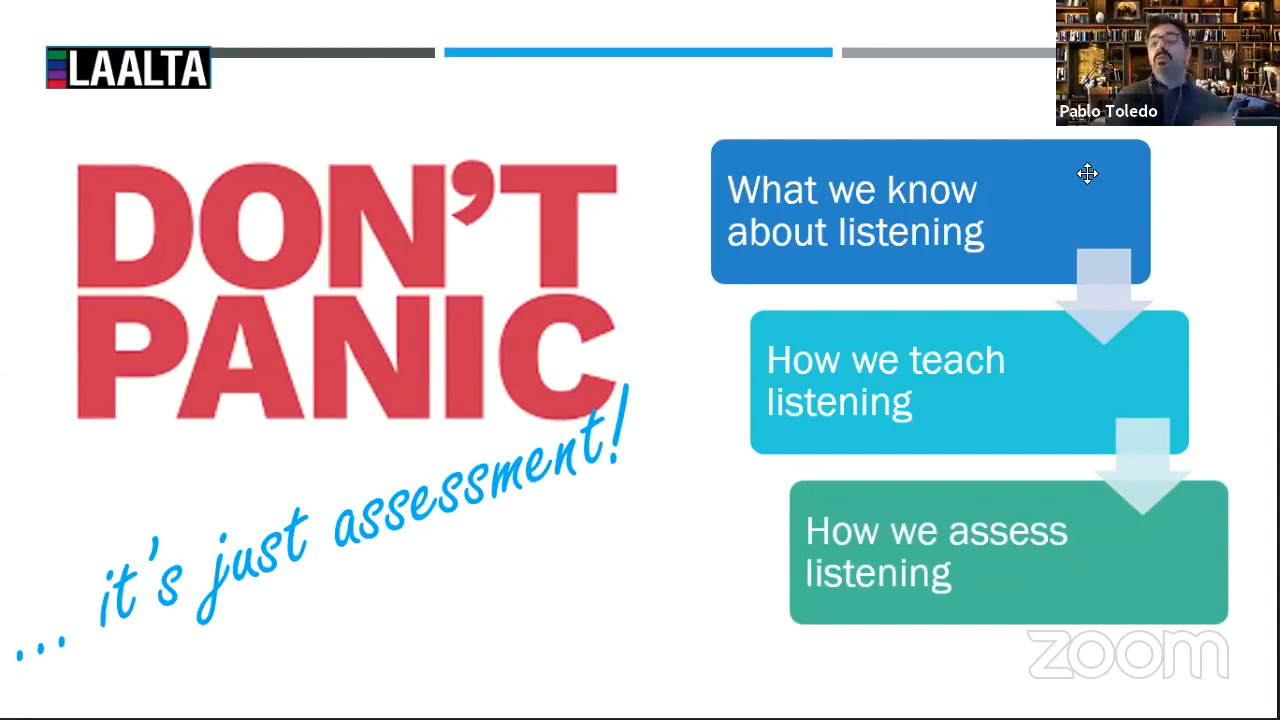 LAALTA
Pablo Toledo
DON'T
PANIC
... it's just assessment!
What we know
about listening
How we teach
listening
How we assess
listening
zoom